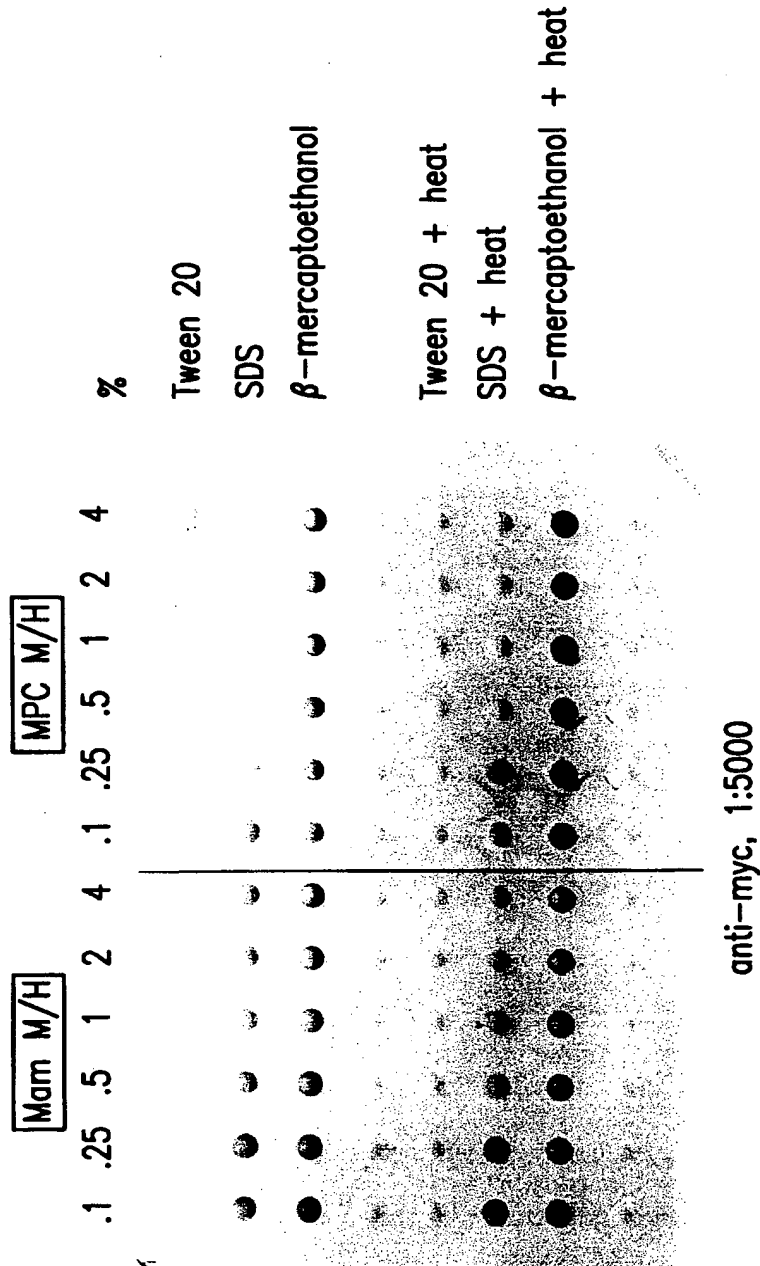 Mam M/H MPC M/H
.1 .25 .5 1 2 4 .1 .25 .5 1 2 4 %
Tween 20
SDS
β-mercaptoethanol
Tween 20 + heat
SDS + heat
β-mercaptoethanol + heat
anti-myc, 1:5000